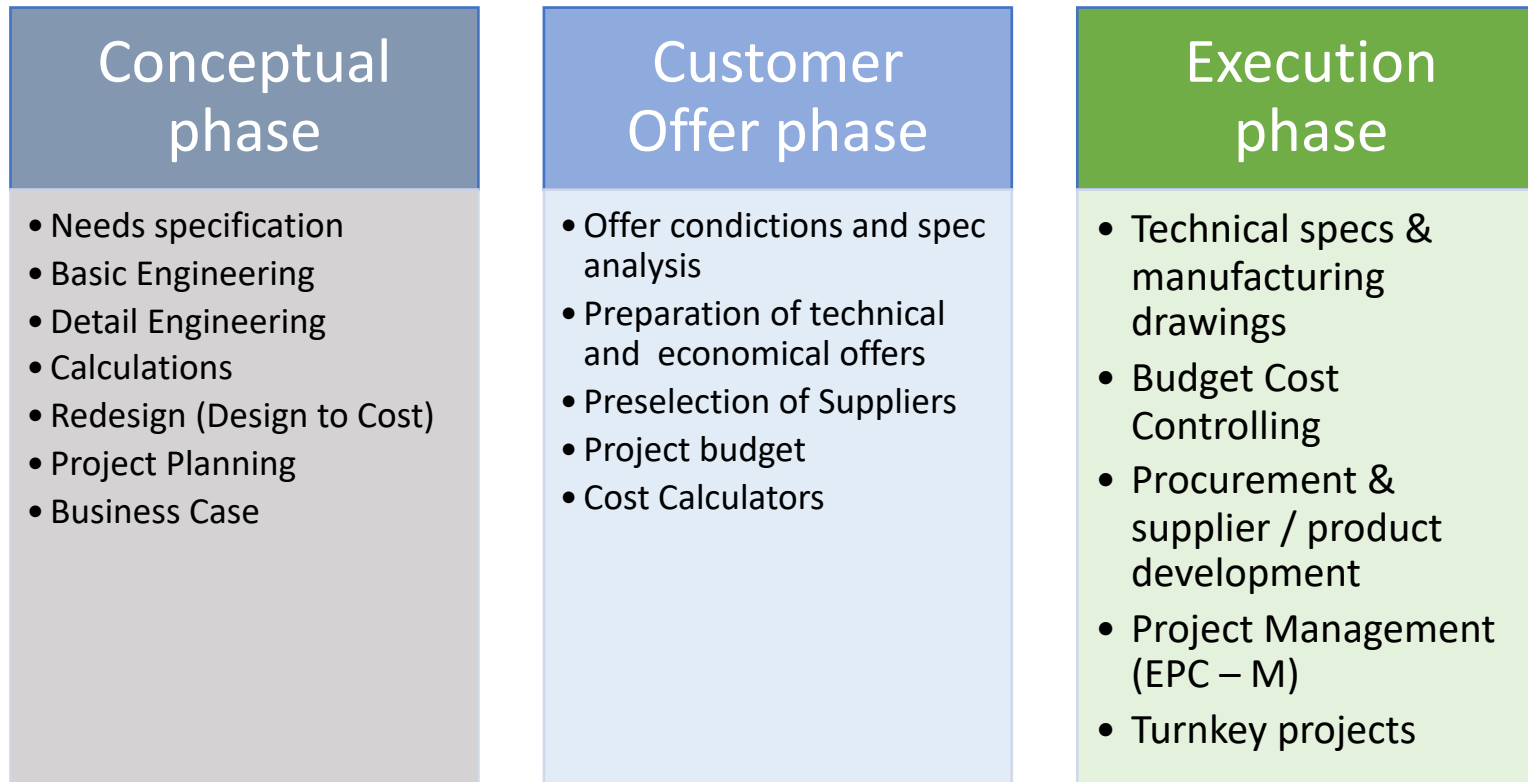 Conceptual
phase
• Needs specification
• Basic Engineering
• Detail Engineering
• Calculations
• Redesign (Design to Cost)
• Project Planning
• Business Case
Customer
Offer phase
• Offer condictions and spec
analysis
• Preparation of technical
and economical offers
• Preselection of Suppliers
• Project budget
• Cost Calculators
Execution
phase
• Technical specs &
manufacturing
drawings
• Budget Cost
Controlling
• Procurement &
supplier / product
development
• Project Management
(EPC – M)
• Turnkey projects